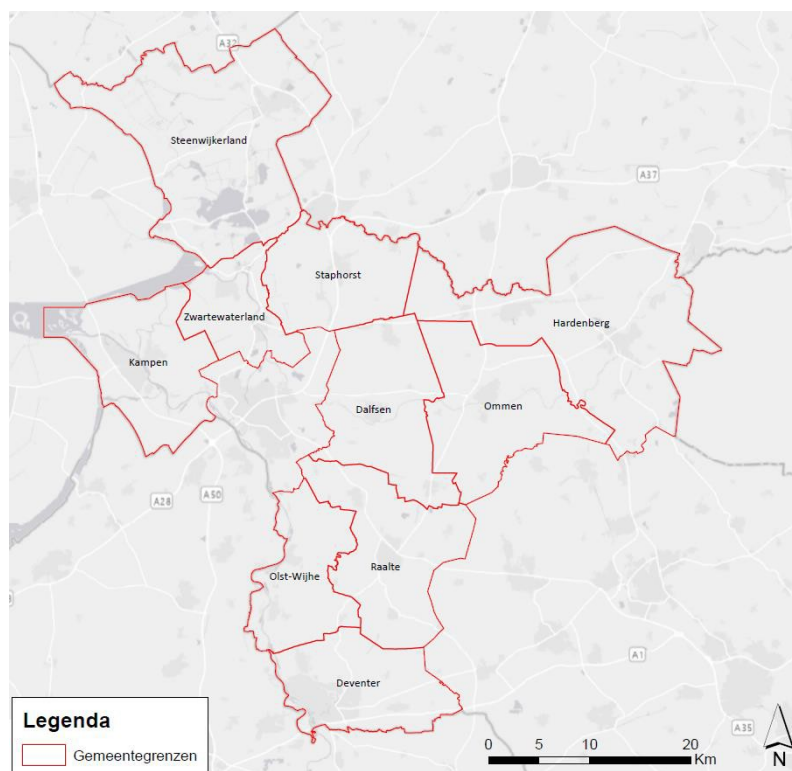 A32
Steenwijkerland
A37
Staphorst
Zwartewaterland
Hardenberg
Kampen
Dalfsen
Ommen
A28
A50
Olst-Wijhe
Raalte
A1
Deventer
Legenda
Gemeentegrenzen
A35
0 5 10 20
Km
N